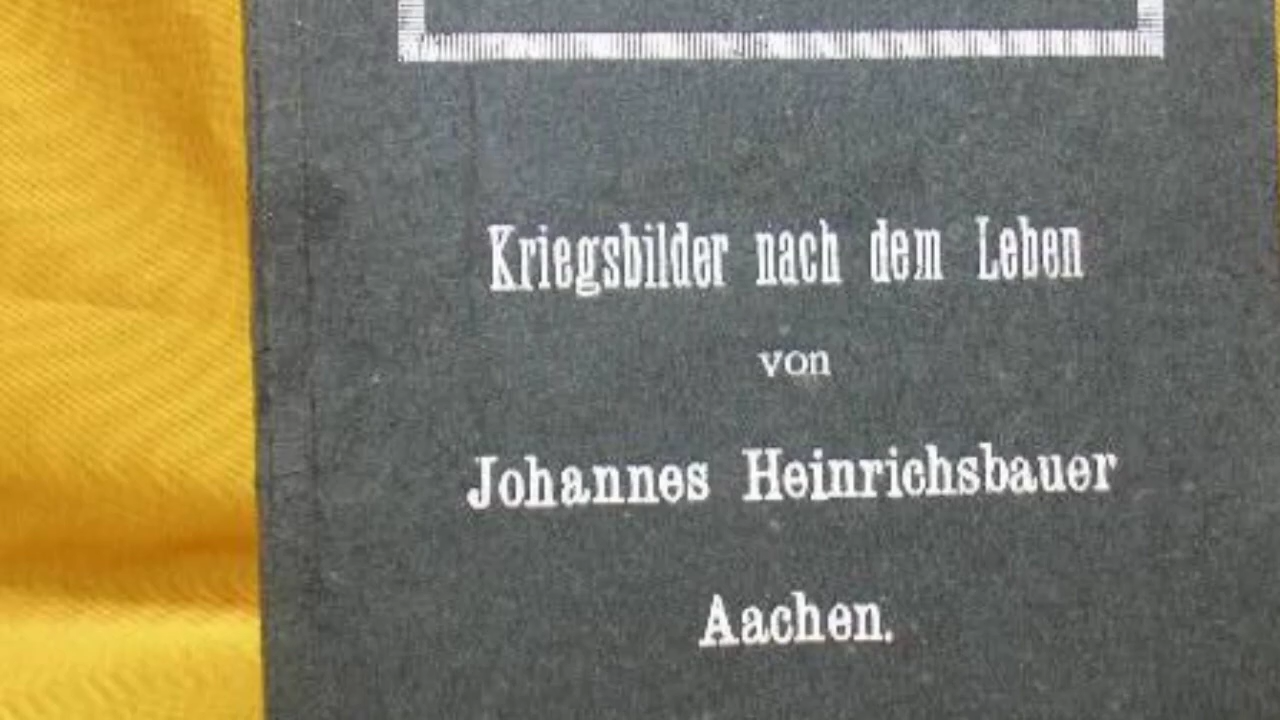 Kriegsbilder nach dem Leben
von
Johannes Heinrichsbauer
Aachen.